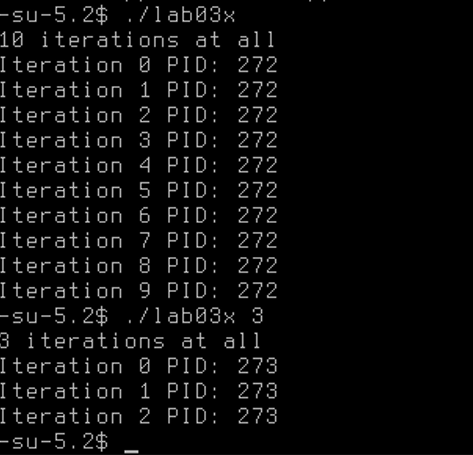 -su-5.2$ ./lab03x
10 iterations at all
Iteration 0 PID: 272
Iteration 1 PID: 272
Iteration 2 PID: 272
Iteration 3 PID: 272
Iteration 4 PID: 272
Iteration 5 PID: 272
Iteration 6 PID: 272
Iteration 7 PID: 272
Iteration 8 PID: 272
Iteration 9 PID: 272
-su-5.2$ ./lab03x 3
3 iterations at all
Iteration 0 PID: 273
Iteration 1 PID: 273
Iteration 2 PID: 273
-su-5.2$ _